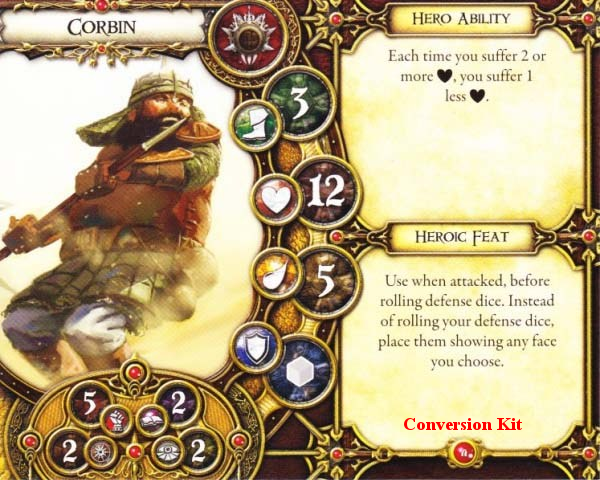 CORBIN
3
12
5
5
2
2
2
HERO ABILITY
Each time you suffer 2 or
more ♥, you suffer 1
less ♥.
HEROIC FEAT
Use when attacked, before
rolling defense dice. Instead
of rolling your defense dice,
place them showing any face
you choose.
Conversion Kit